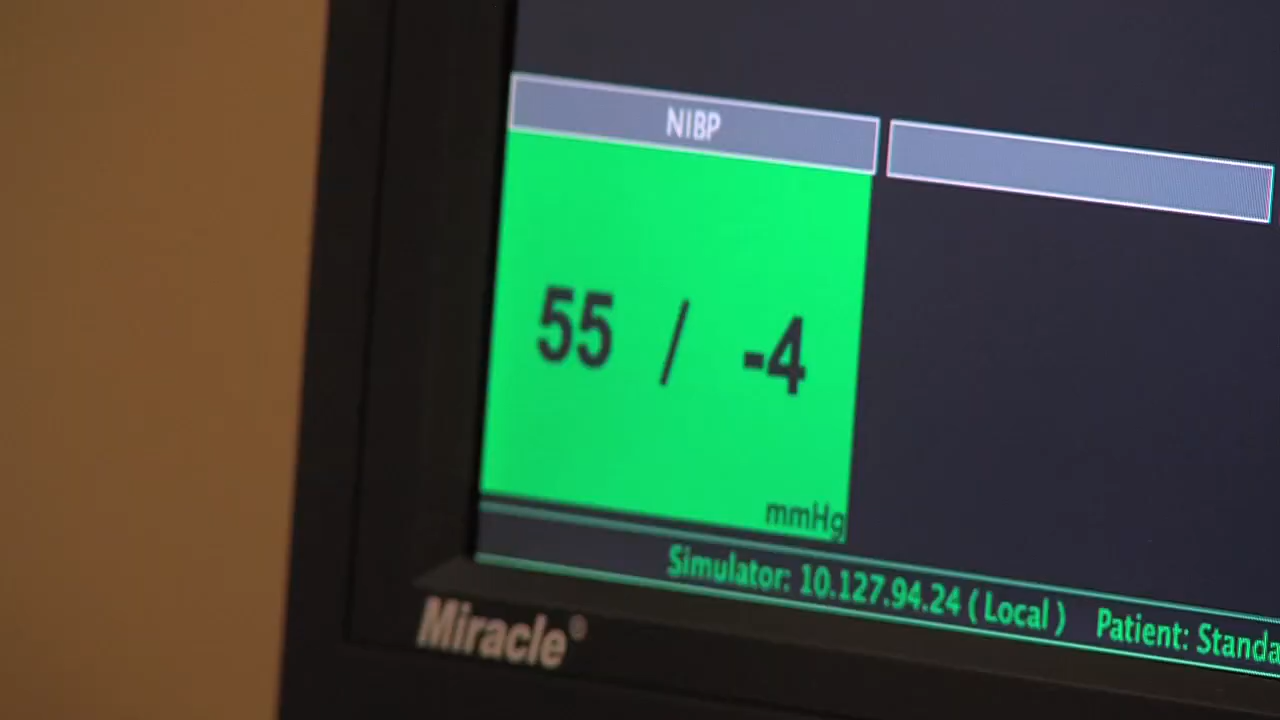 NIBP
55 / -4
mmHg
Simulator: 10.127.94.24 ( Local ) Patient: Standa
Miracle®